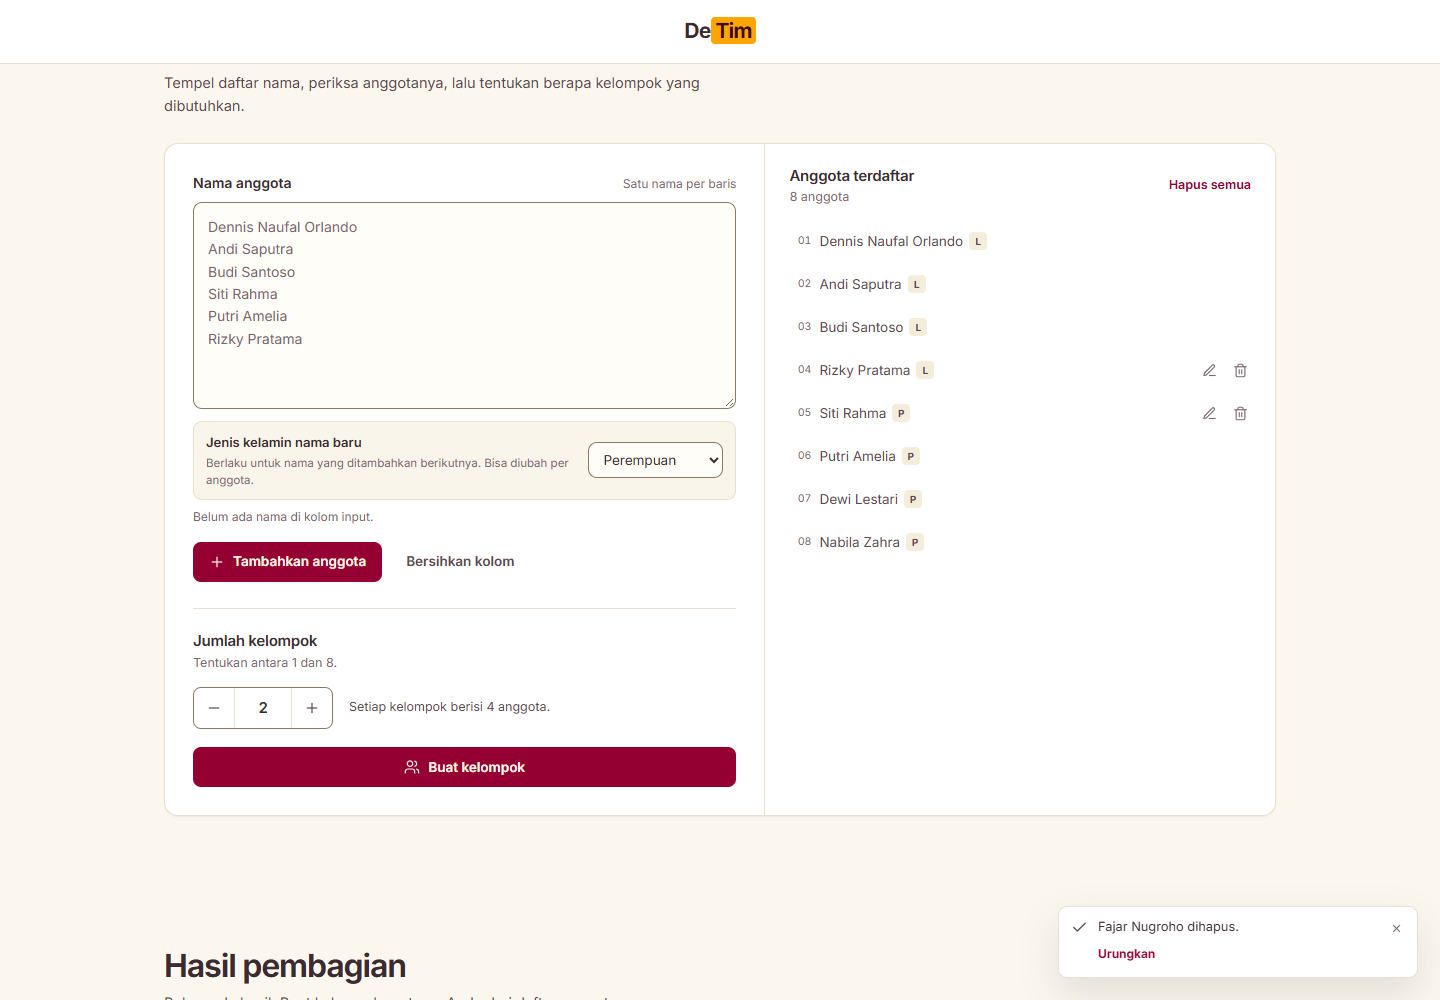 DeTim
Tempel daftar nama, periksa anggotanya, lalu tentukan berapa kelompok yang
dibutuhkan.
Nama anggota
Satu nama per baris
Dennis Naufal Orlando
Andi Saputra
Budi Santoso
Siti Rahma
Putri Amelia
Rizky Pratama
Jenis kelamin nama baru
Berlaku untuk nama yang ditambahkan berikutnya. Bisa diubah per
anggota.
Perempuan
Belum ada nama di kolom input.
Tambahkan anggota
Bersihkan kolom
Jumlah kelompok
Tentukan antara 1 dan 8.
2
Setiap kelompok berisi 4 anggota.
Buat kelompok
Anggota terdaftar
8 anggota
Hapus semua
01 Dennis Naufal Orlando L
02 Andi Saputra L
03 Budi Santoso L
04 Rizky Pratama L
05 Siti Rahma P
06 Putri Amelia P
07 Dewi Lestari P
08 Nabila Zahra P
Hasil pembagian
Fajar Nugroho dihapus.
Urungkan